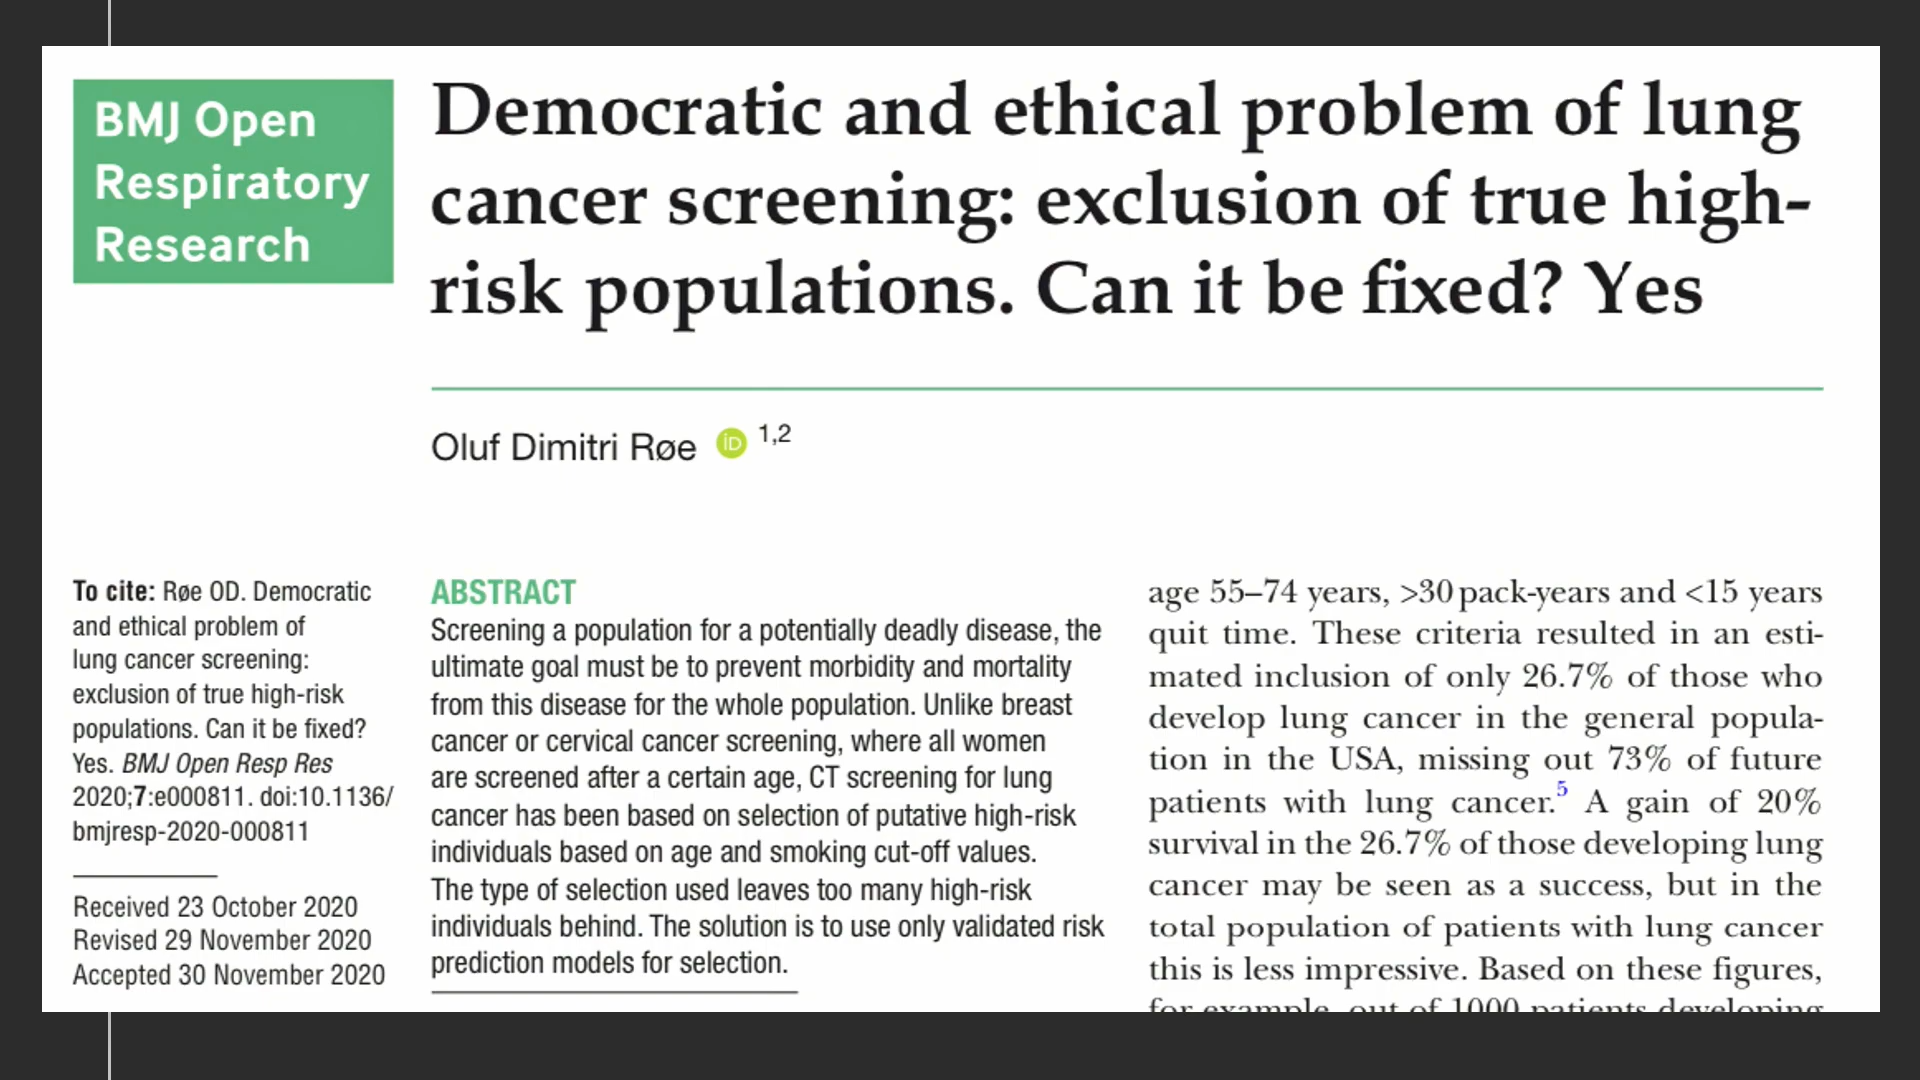 BMJ Open
Respiratory
Research
Democratic and ethical problem of lung
cancer screening: exclusion of true high-
risk populations. Can it be fixed? Yes
Oluf Dimitri Røe iD 1,2
To cite: Røe OD. Democratic
and ethical problem of
lung cancer screening:
exclusion of true high-risk
populations. Can it be fixed?
Yes. BMJ Open Resp Res
2020;7:e000811. doi:10.1136/
bmjresp-2020-000811
Received 23 October 2020
Revised 29 November 2020
Accepted 30 November 2020
ABSTRACT
Screening a population for a potentially deadly disease, the
ultimate goal must be to prevent morbidity and mortality
from this disease for the whole population. Unlike breast
cancer or cervical cancer screening, where all women
are screened after a certain age, CT screening for lung
cancer has been based on selection of putative high-risk
individuals based on age and smoking cut-off values.
The type of selection used leaves too many high-risk
individuals behind. The solution is to use only validated risk
prediction models for selection.
age 55–74 years, >30 pack-years and <15 years
quit time. These criteria resulted in an esti-
mated inclusion of only 26.7% of those who
develop lung cancer in the general popula-
tion in the USA, missing out 73% of future
patients with lung cancer.5 A gain of 20%
survival in the 26.7% of those developing lung
cancer may be seen as a success, but in the
total population of patients with lung cancer
this is less impressive. Based on these figures,
for example, out of 1000 patients developing